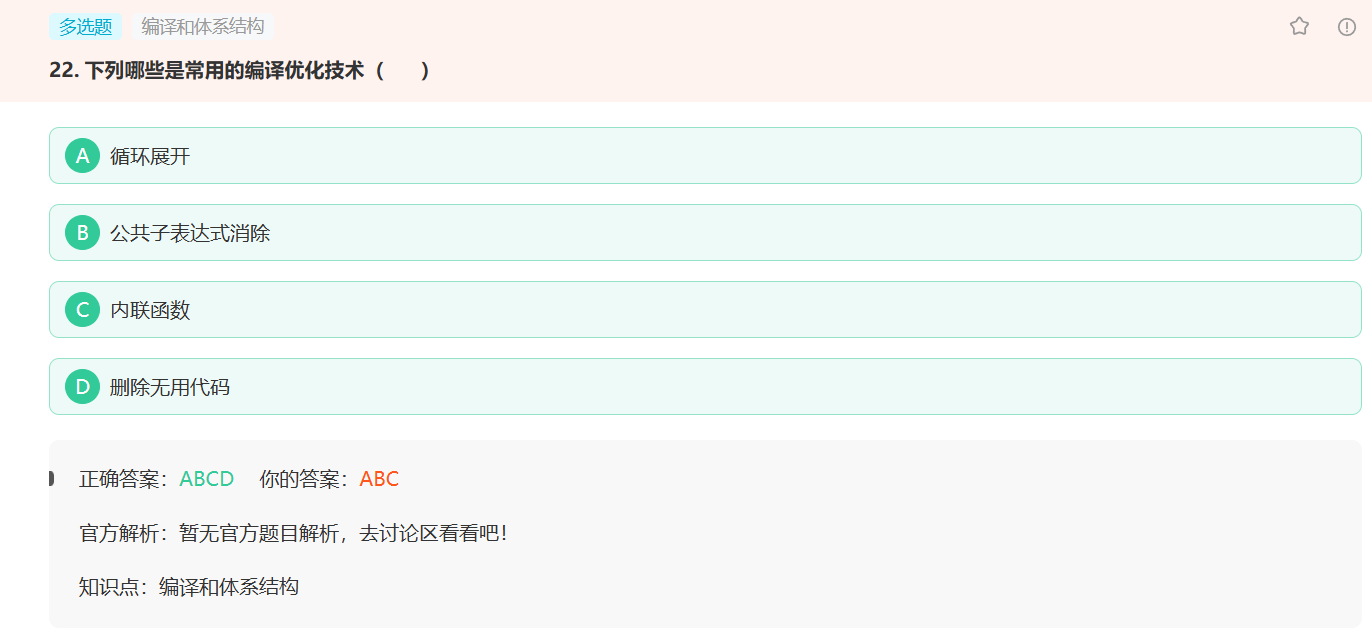 多选题 编译和体系结构
22. 下列哪些是常用的编译优化技术（ ）
A 循环展开
B 公共子表达式消除
C 内联函数
D 删除无用代码
正确答案：ABCD 你的答案：ABC
官方解析：暂无官方题目解析，去讨论区看看吧！
知识点：编译和体系结构